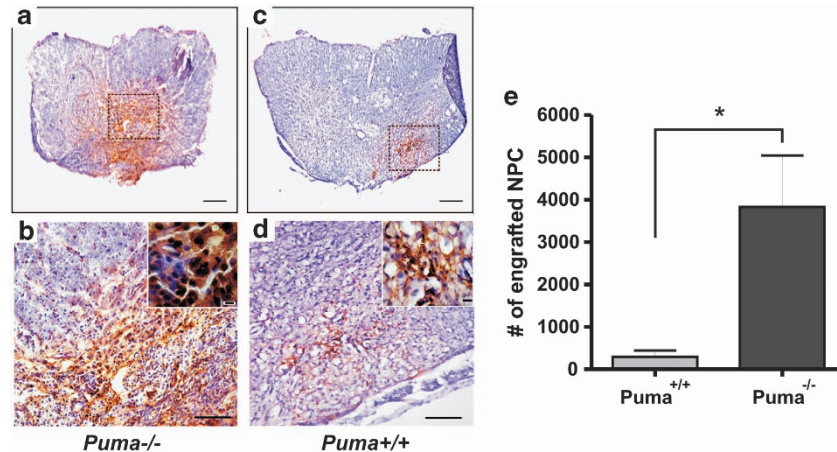 a
c
b
d
Puma-/-
Puma+/+
e
# of engrafted NPC
6000
5000
4000
3000
2000
1000
0
*
Puma+/+
Puma-/-